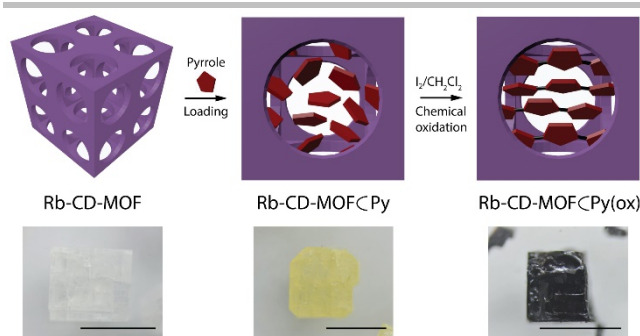 Pyrrole
Loading
I₂/CH₂Cl₂
Chemical
oxidation
Rb-CD-MOF
Rb-CD-MOF⊂Py
Rb-CD-MOF⊂Py(ox)